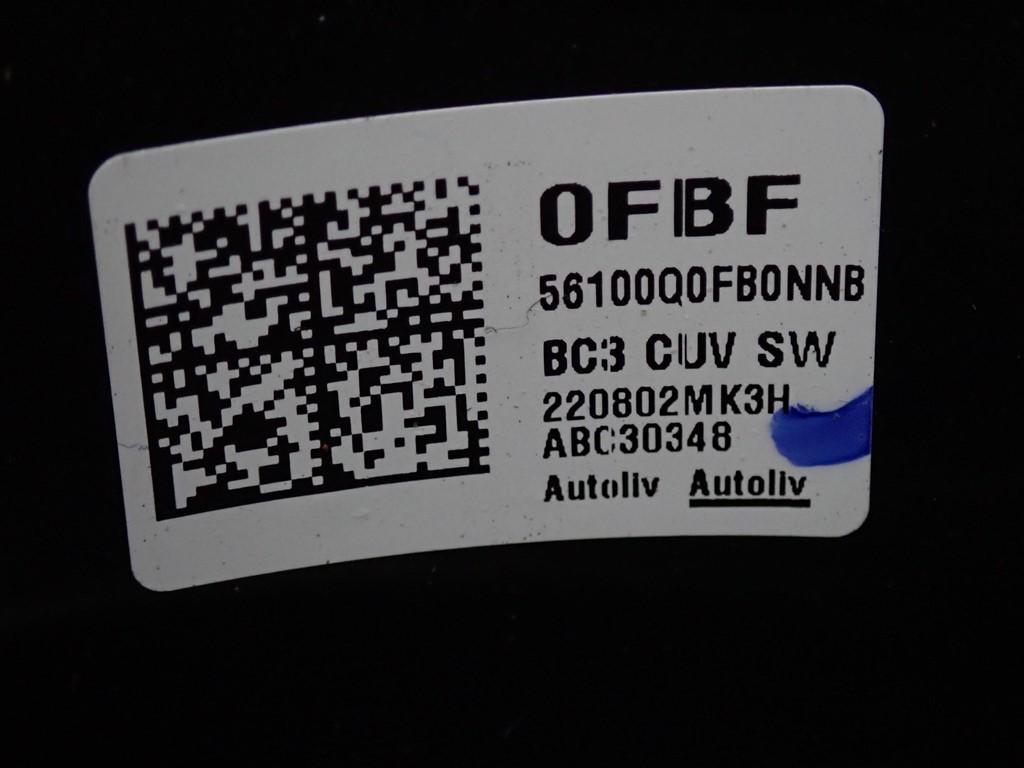 0FBF
56100Q0FB0NNB
BC3 CUV SW
220802MK3H
ABC30348
Autoliv Autoliv